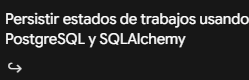 Persistir estados de trabajos usando
PostgreSQL y SQLAlchemy